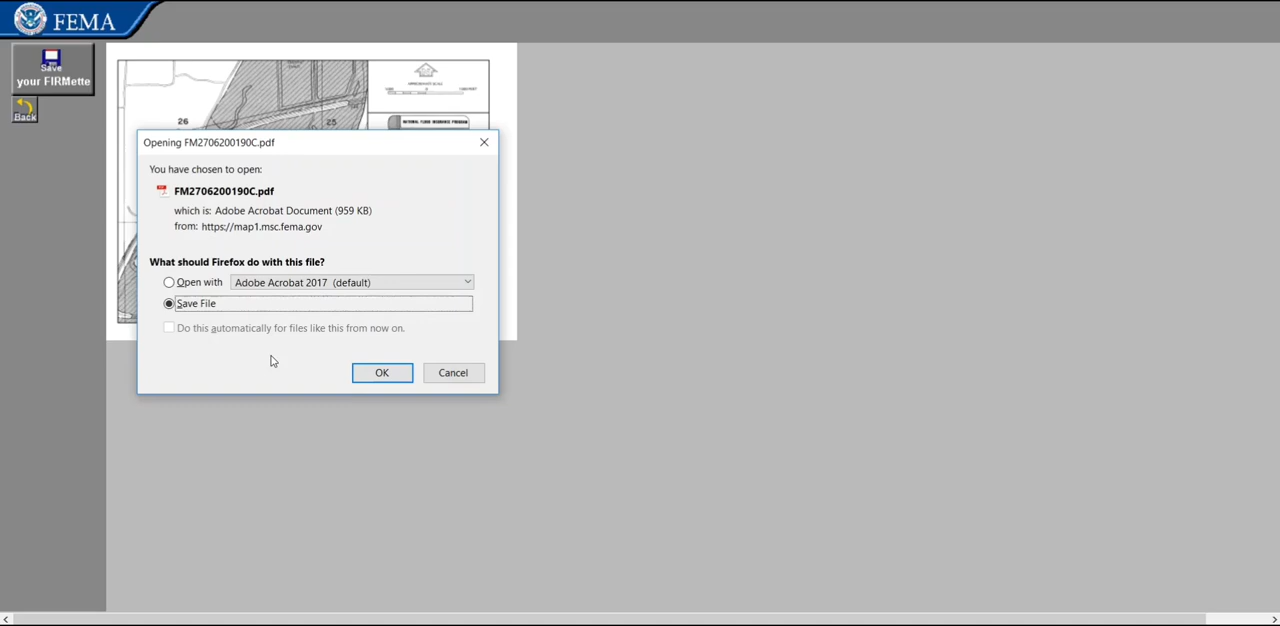 FEMA
Save
your FIRMette
Back
26
25
APPROXIMATE SCALE
NATIONAL FLOOD INSURANCE PROGRAM
Opening FM2706200190C.pdf
You have chosen to open:
FM2706200190C.pdf
which is: Adobe Acrobat Document (959 KB)
from: https://map1.msc.fema.gov
What should Firefox do with this file?
Open with
Adobe Acrobat 2017 (default)
Save File
Do this automatically for files like this from now on.
OK
Cancel